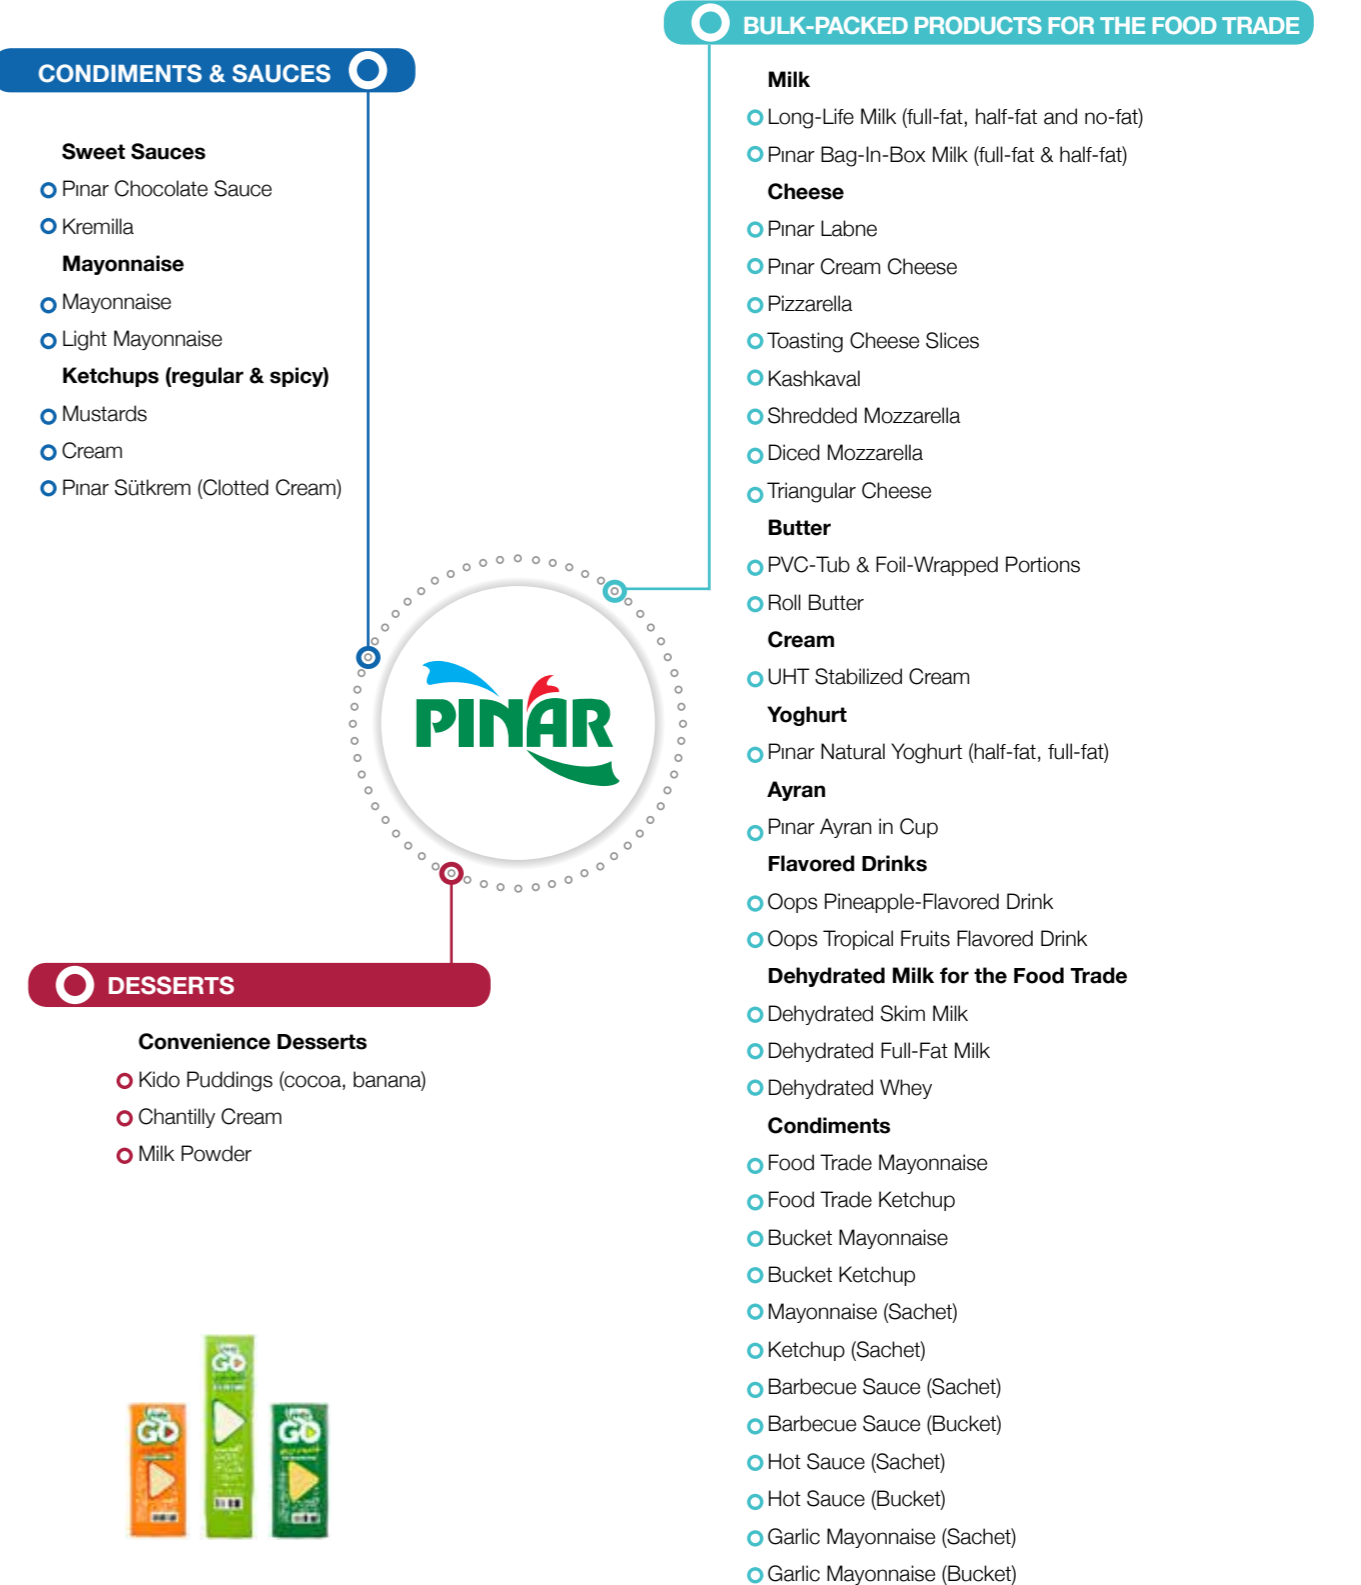 CONDIMENTS & SAUCES
Sweet Sauces
Pınar Chocolate Sauce
Kremilla
Mayonnaise
Mayonnaise
Light Mayonnaise
Ketchups (regular & spicy)
Mustards
Cream
Pınar Sütkrem (Clotted Cream)
PINAR
DESSERTS
Convenience Desserts
Kido Puddings (cocoa, banana)
Chantilly Cream
Milk Powder
GO
GO
GO
BULK-PACKED PRODUCTS FOR THE FOOD TRADE
Milk
Long-Life Milk (full-fat, half-fat and no-fat)
Pınar Bag-In-Box Milk (full-fat & half-fat)
Cheese
Pınar Labne
Pınar Cream Cheese
Pizzarella
Toasting Cheese Slices
Kashkaval
Shredded Mozzarella
Diced Mozzarella
Triangular Cheese
Butter
PVC-Tub & Foil-Wrapped Portions
Roll Butter
Cream
UHT Stabilized Cream
Yoghurt
Pınar Natural Yoghurt (half-fat, full-fat)
Ayran
Pınar Ayran in Cup
Flavored Drinks
Oops Pineapple-Flavored Drink
Oops Tropical Fruits Flavored Drink
Dehydrated Milk for the Food Trade
Dehydrated Skim Milk
Dehydrated Full-Fat Milk
Dehydrated Whey
Condiments
Food Trade Mayonnaise
Food Trade Ketchup
Bucket Mayonnaise
Bucket Ketchup
Mayonnaise (Sachet)
Ketchup (Sachet)
Barbecue Sauce (Sachet)
Barbecue Sauce (Bucket)
Hot Sauce (Sachet)
Hot Sauce (Bucket)
Garlic Mayonnaise (Sachet)
Garlic Mayonnaise (Bucket)